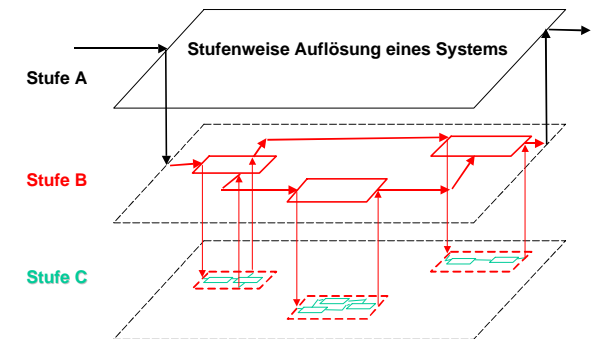 Stufenweise Auflösung eines Systems
Stufe A
Stufe B
Stufe C